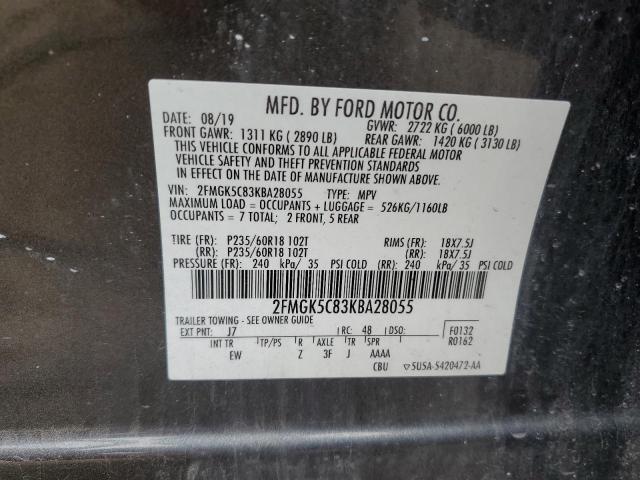 MFD. BY FORD MOTOR CO.
DATE: 08/19 GVWR: 2722 KG ( 6000 LB)
FRONT GAWR: 1311 KG ( 2890 LB) REAR GAWR: 1420 KG ( 3130 LB)
THIS VEHICLE CONFORMS TO ALL APPLICABLE FEDERAL MOTOR
VEHICLE SAFETY AND THEFT PREVENTION STANDARDS
IN EFFECT ON THE DATE OF MANUFACTURE SHOWN ABOVE.
VIN: 2FMGK5C83KBA28055 TYPE: MPV
MAXIMUM LOAD = OCCUPANTS + LUGGAGE = 526KG/1160LB
OCCUPANTS = 7 TOTAL; 2 FRONT, 5 REAR
TIRE (FR): P235/60R18 102T RIMS (FR): 18X7.5J
(RR): P235/60R18 102T (RR): 18X7.5J
PRESSURE (FR): 240 kPa/ 35 PSI COLD (RR): 240 kPa/ 35 PSI COLD
2FMGK5C83KBA28055
TRAILER TOWING - SEE OWNER GUIDE
EXT PNT: J7 RC: 48 DSO: F0132
INT TR TP/PS R AXLE TR SPR R0162
EW Z 3F J AAAA
CBU ▽SUSA-S420472-AA